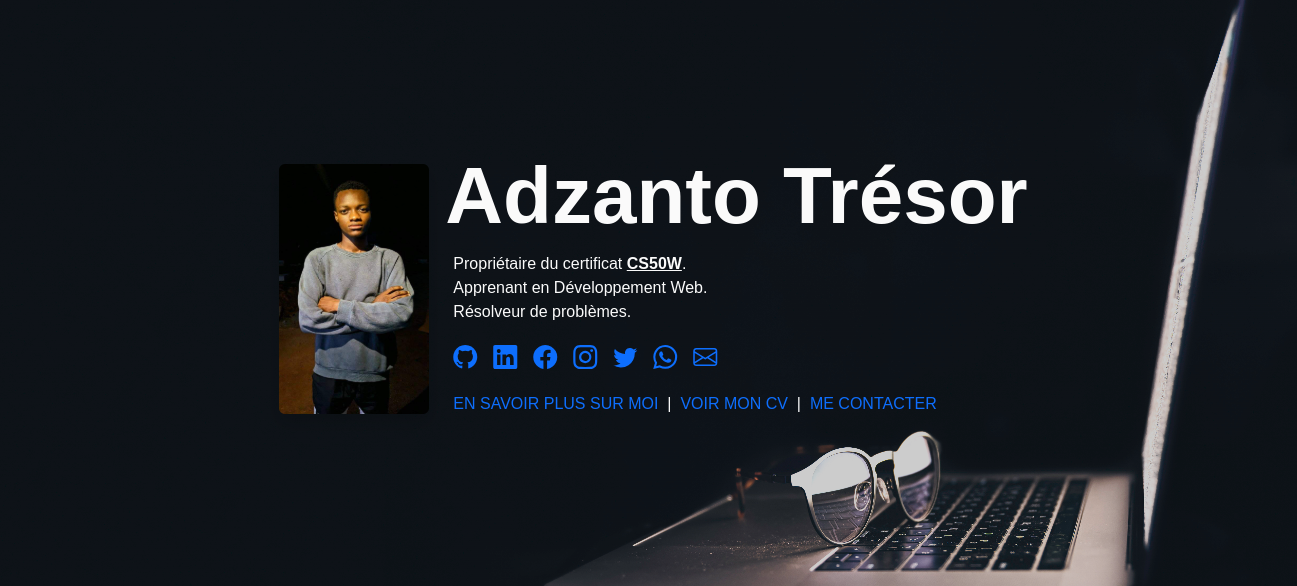 Adzanto Trésor
Propriétaire du certificat CS50W.
Apprenant en Développement Web.
Résolveur de problèmes.
EN SAVOIR PLUS SUR MOI | VOIR MON CV | ME CONTACTER